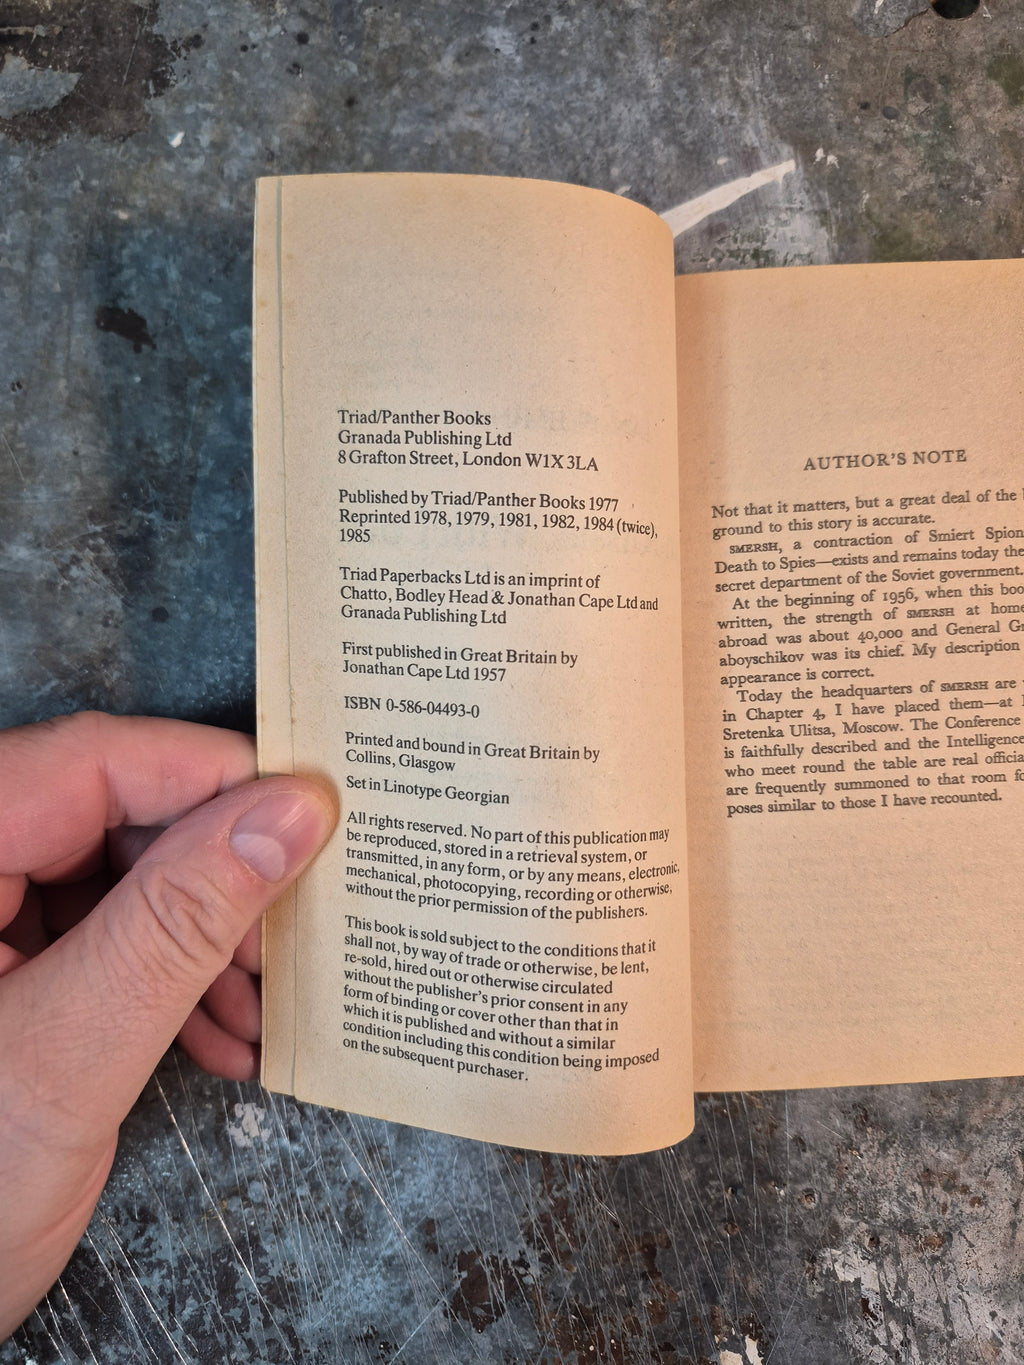 Triad/Panther Books
Granada Publishing Ltd
8 Grafton Street, London W1X 3LA
Published by Triad/Panther Books 1977
Reprinted 1978, 1979, 1981, 1982, 1984 (twice),
1985
Triad Paperbacks Ltd is an imprint of
Chatto, Bodley Head & Jonathan Cape Ltd and
Granada Publishing Ltd
First published in Great Britain by
Jonathan Cape Ltd 1957
ISBN 0-586-04493-0
Printed and bound in Great Britain by
Collins, Glasgow
Set in Linotype Georgian
All rights reserved. No part of this publication may
be reproduced, stored in a retrieval system, or
transmitted, in any form, or by any means, electronic,
mechanical, photocopying, recording or otherwise,
without the prior permission of the publishers.
This book is sold subject to the conditions that it
shall not, by way of trade or otherwise, be lent,
re-sold, hired out or otherwise circulated
without the publisher's prior consent in any
form of binding or cover other than that in
which it is published and without a similar
condition including this condition being imposed
on the subsequent purchaser.
AUTHOR'S NOTE
Not that it matters, but a great deal of the
ground to this story is accurate.
SMERSH, a contraction of Smiert Spion
Death to Spies—exists and remains today the
secret department of the Soviet government.
At the beginning of 1956, when this boo
written, the strength of SMERSH at home
abroad was about 40,000 and General Gr
aboyschikov was its chief. My description
appearance is correct.
Today the headquarters of SMERSH are
in Chapter 4, I have placed them—at
Sretenka Ulitsa, Moscow. The Conference
is faithfully described and the Intelligence
who meet round the table are real officia
are frequently summoned to that room fo
poses similar to those I have recounted.